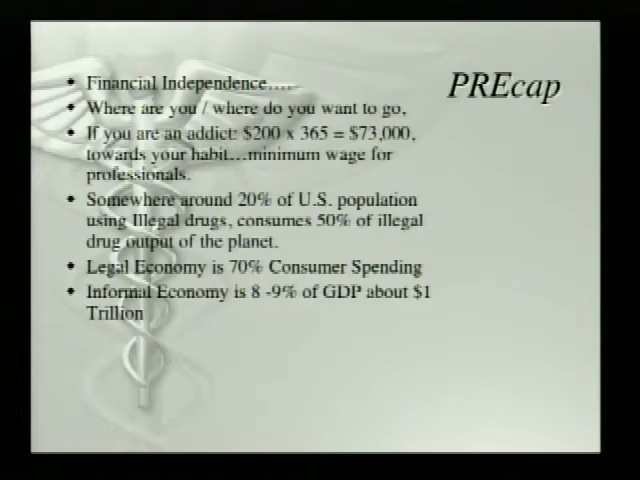 PREcap
• Financial Independence….
• Where are you / where do you want to go,
• If you are an addict: $200 x 365 = $73,000,
towards your habit…minimum wage for
professionals.
• Somewhere around 20% of U.S. population
using Illegal drugs, consumes 50% of illegal
drug output of the planet.
• Legal Economy is 70% Consumer Spending
• Informal Economy is 8 -9% of GDP about $1
Trillion